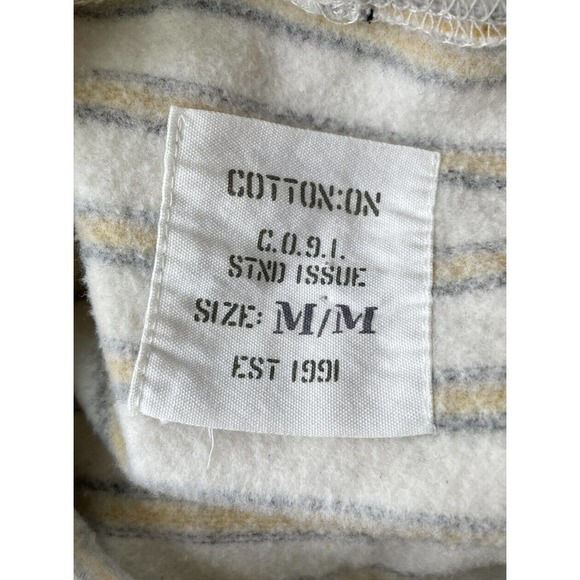 COTTON:ON
C.O.9.1.
STND ISSUE
SIZE: M/M
EST 1991